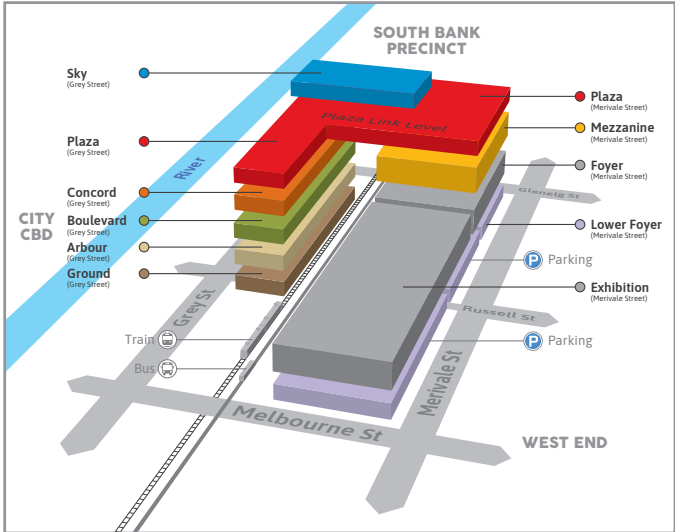 SOUTH BANK
PRECINCT
Sky
(Grey Street)
Plaza
(Merivale Street)
Plaza Link Level
Mezzanine
(Merivale Street)
Plaza
(Grey Street)
River
Foyer
(Merivale Street)
Concord
(Grey Street)
Glenelg St
CITY
CBD
Boulevard
(Grey Street)
Lower Foyer
(Merivale Street)
Arbour
(Grey Street)
P Parking
Ground
(Grey Street)
Exhibition
(Merivale Street)
Grey St
Russell St
Train
P Parking
Bus
Merivale St
Melbourne St
WEST END